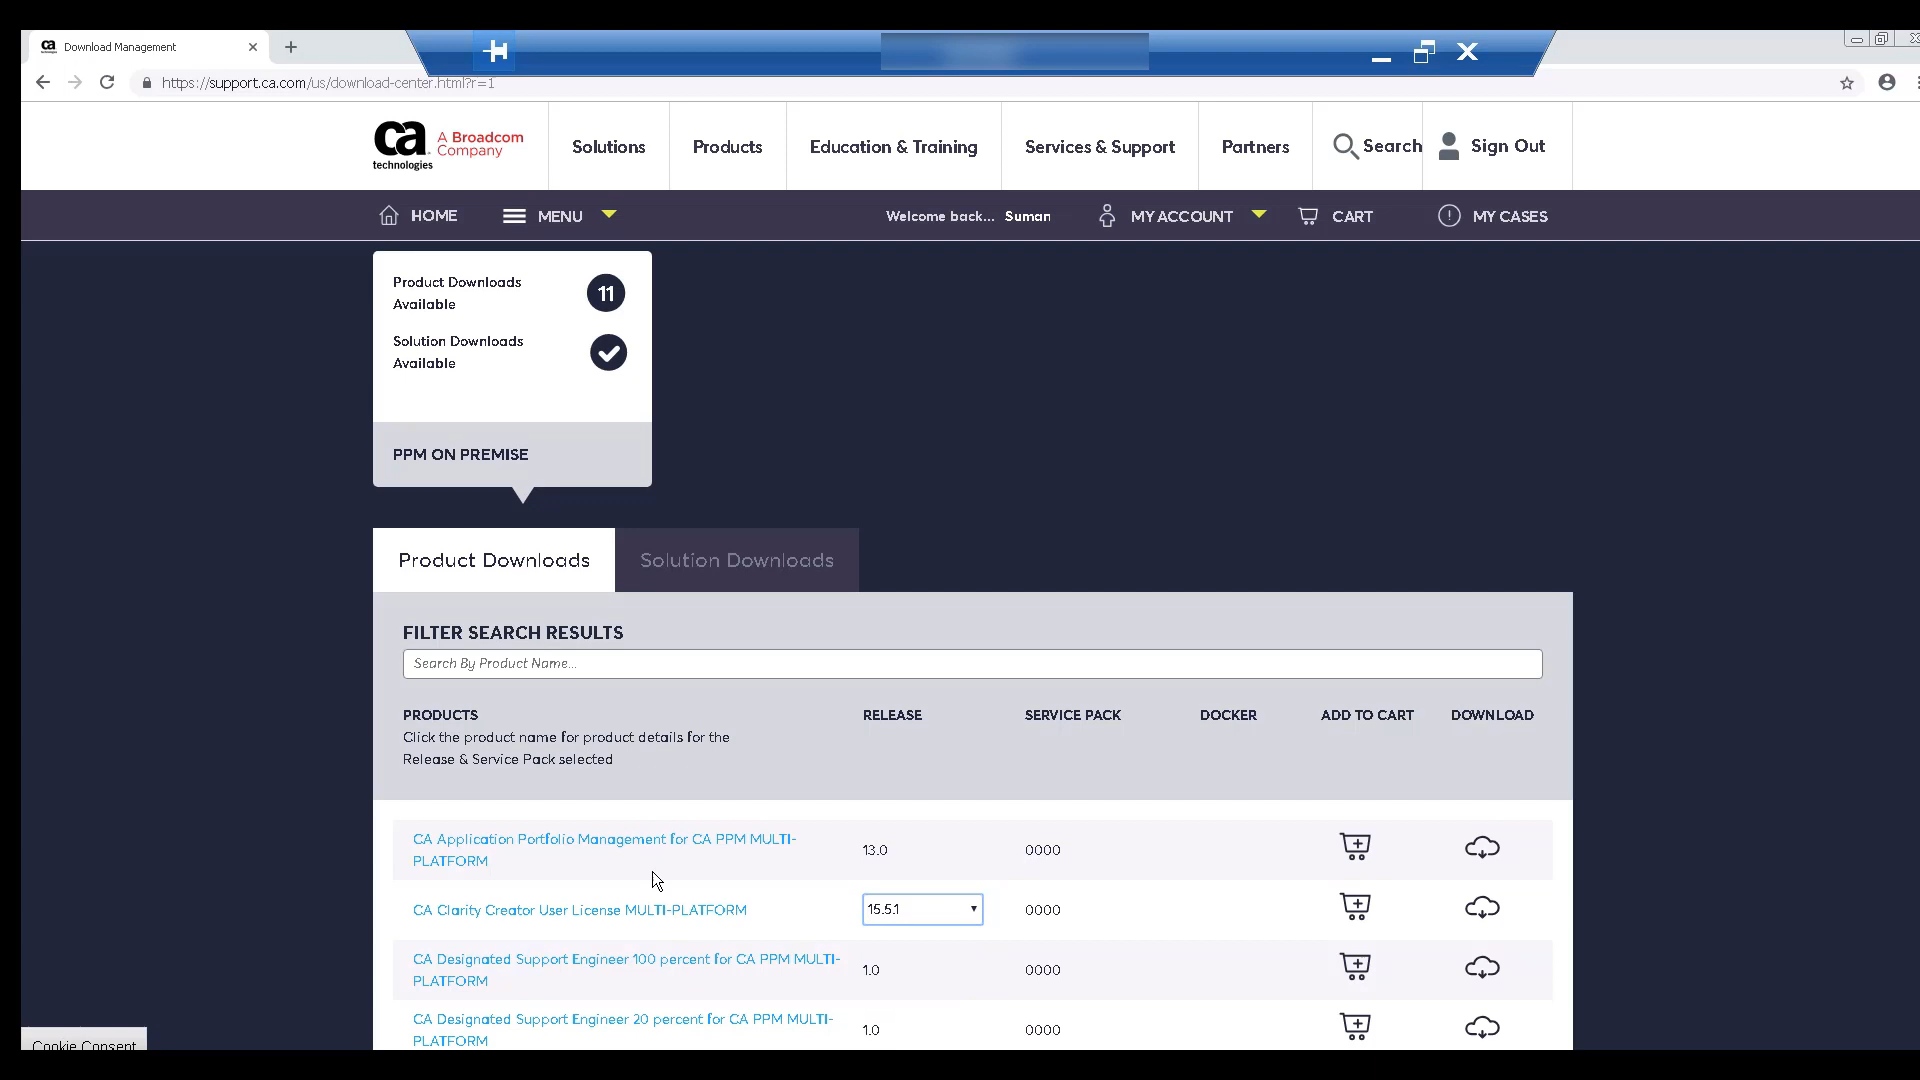 ca Download Management
https://support.ca.com/us/download-center.html?r=1
ca technologies A Broadcom Company
Solutions
Products
Education & Training
Services & Support
Partners
Search
Sign Out
HOME
MENU
Welcome back... Suman
MY ACCOUNT
CART
MY CASES
Product Downloads
Available
11
Solution Downloads
Available
PPM ON PREMISE
Product Downloads
Solution Downloads
FILTER SEARCH RESULTS
Search By Product Name...
PRODUCTS RELEASE SERVICE PACK DOCKER ADD TO CART DOWNLOAD
Click the product name for product details for the
Release & Service Pack selected
CA Application Portfolio Management for CA PPM MULTI-
PLATFORM
13.0 0000
CA Clarity Creator User License MULTI-PLATFORM 15.5.1 0000
CA Designated Support Engineer 100 percent for CA PPM MULTI-
PLATFORM
1.0 0000
CA Designated Support Engineer 20 percent for CA PPM MULTI-
PLATFORM
1.0 0000
Cookie Consent